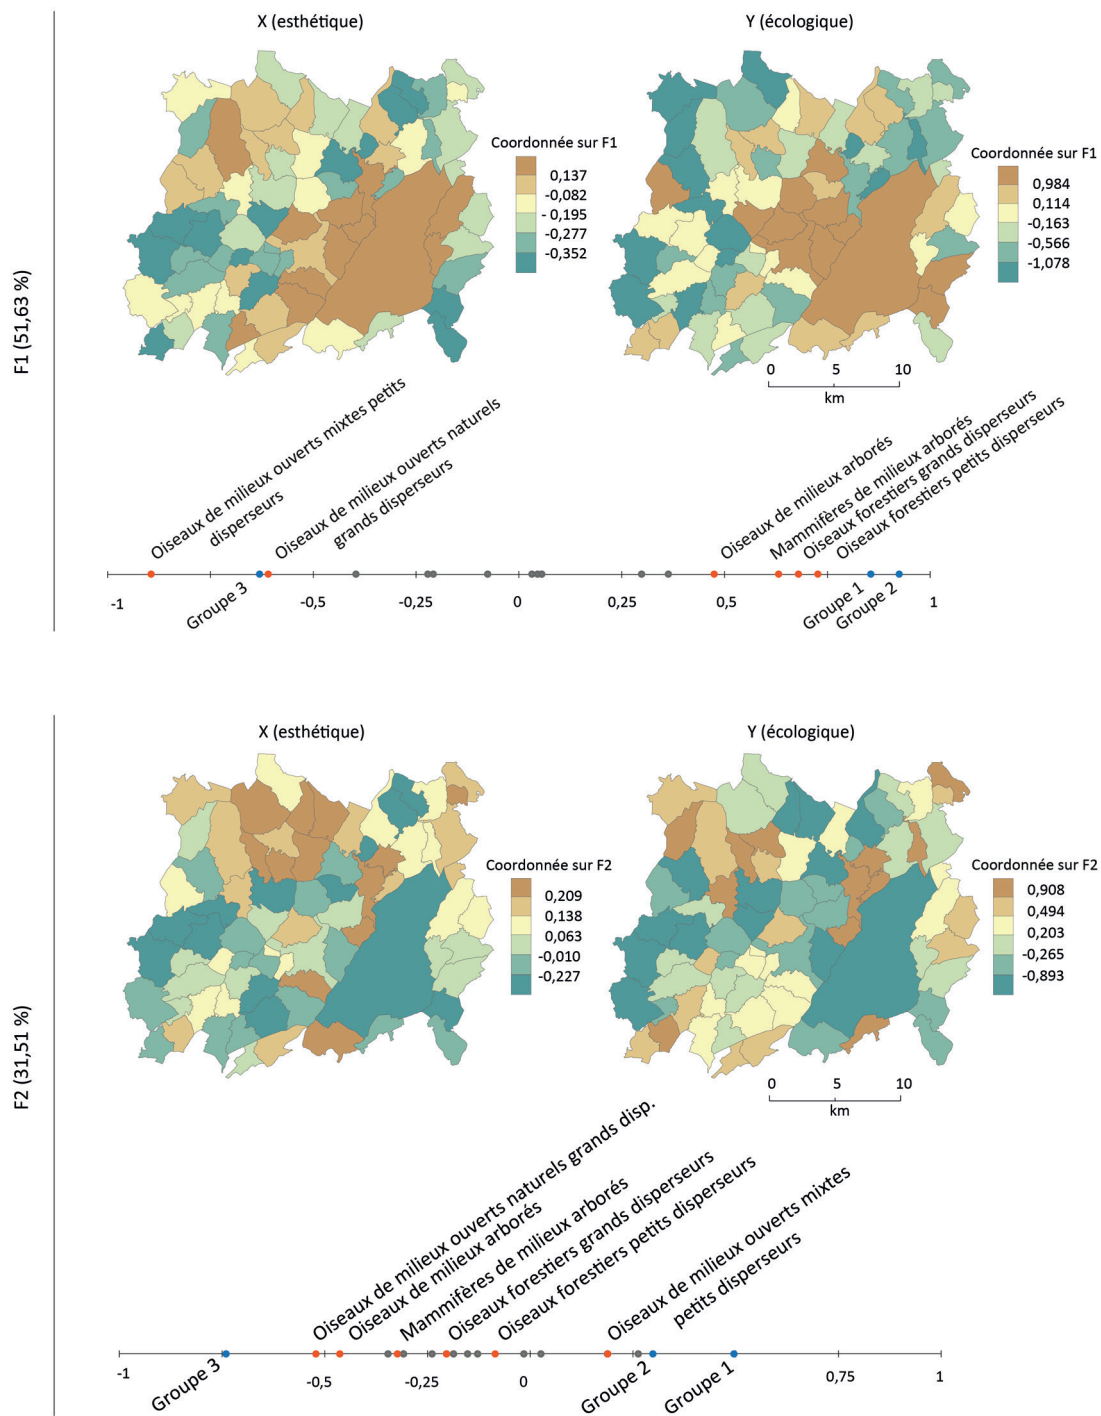 X (esthétique)
Y (écologique)
Coordonnée sur F1
0,137
-0,082
-0,195
-0,277
-0,352
Coordonnée sur F1
0,984
0,114
-0,163
-0,566
-1,078
F1 (51,63 %)
0 5 10
km
Oiseaux de milieux ouverts mixtes petits
disperseurs
Oiseaux de milieux ouverts naturels
grands disperseurs
Oiseaux de milieux arborés
Mammifères de milieux arborés
Oiseaux forestiers grands disperseurs
Oiseaux forestiers petits disperseurs
-1 -0,5 -0,25 0 0,25 0,5 1
Groupe 3
Groupe 1
Groupe 2
X (esthétique)
Y (écologique)
Coordonnée sur F2
0,209
0,138
0,063
-0,010
-0,227
Coordonnée sur F2
0,908
0,494
0,203
-0,265
-0,893
F2 (31,51 %)
0 5 10
km
Oiseaux de milieux ouverts naturels grands disp.
Oiseaux de milieux arborés
Mammifères de milieux arborés
Oiseaux forestiers grands disperseurs
Oiseaux forestiers petits disperseurs
Oiseaux de milieux ouverts mixtes
petits disperseurs
-1 -0,5 -0,25 0 0,75 1
Groupe 3
Groupe 2
Groupe 1